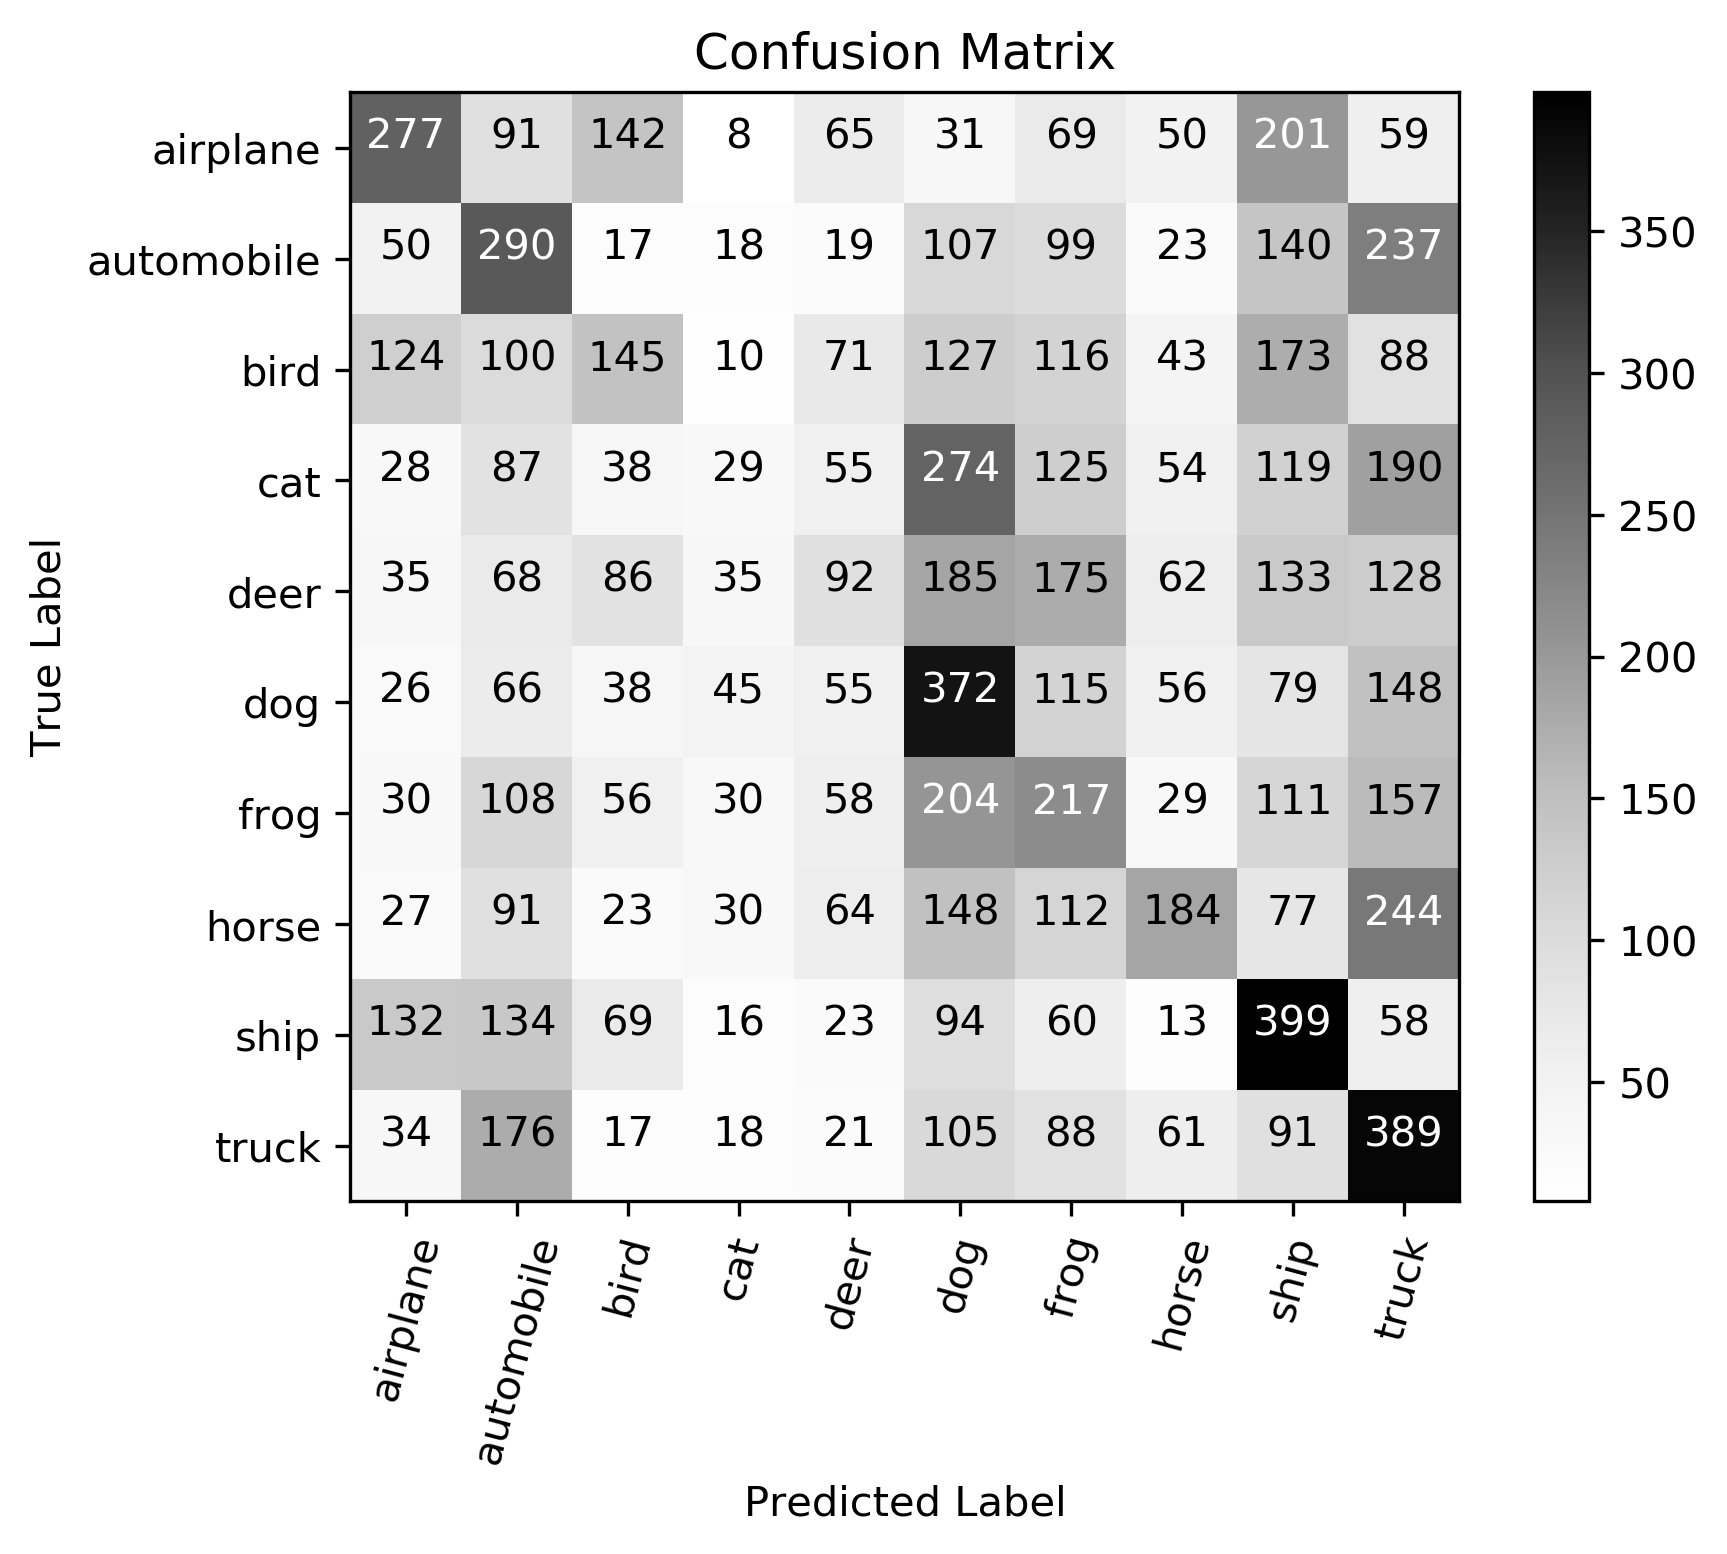 Confusion Matrix
airplane 277 91 142 8 65 31 69 50 201 59
automobile 50 290 17 18 19 107 99 23 140 237
bird 124 100 145 10 71 127 116 43 173 88
cat 28 87 38 29 55 274 125 54 119 190
deer 35 68 86 35 92 185 175 62 133 128
dog 26 66 38 45 55 372 115 56 79 148
frog 30 108 56 30 58 204 217 29 111 157
horse 27 91 23 30 64 148 112 184 77 244
ship 132 134 69 16 23 94 60 13 399 58
truck 34 176 17 18 21 105 88 61 91 389
True Label
airplane automobile bird cat deer dog frog horse ship truck
Predicted Label
350
300
250
200
150
100
50